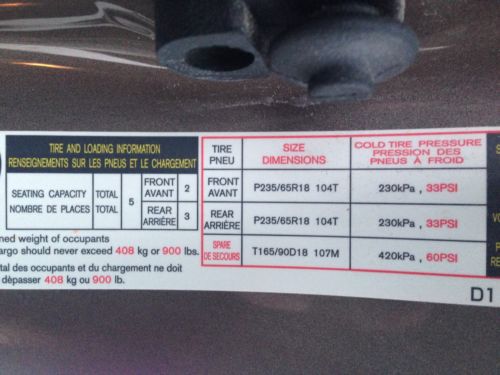 TIRE AND LOADING INFORMATION
RENSEIGNEMENTS SUR LES PNEUS ET LE CHARGEMENT
SEATING CAPACITY TOTAL 5 FRONT 2
NOMBRE DE PLACES TOTAL AVANT
REAR 3
ARRIÈRE
ned weight of occupants
argo should never exceed 408 kg or 900 lbs.
tal des occupants et du chargement ne doit
dépasser 408 kg ou 900 lb.
TIRE SIZE COLD TIRE PRESSURE
PNEU DIMENSIONS PRESSION DES
PNEUS À FROID
FRONT P235/65R18 104T 230kPa , 33PSI
AVANT
REAR P235/65R18 104T 230kPa , 33PSI
ARRIÈRE
SPARE T165/90D18 107M 420kPa , 60PSI
DE SECOURS
D1